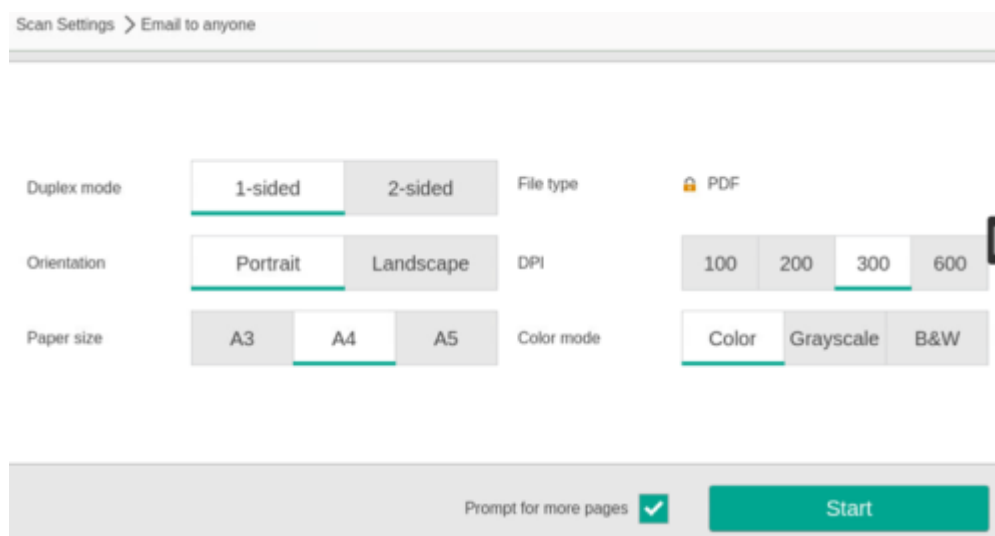 Scan Settings > Email to anyone
Duplex mode 1-sided 2-sided File type PDF
Orientation Portrait Landscape DPI 100 200 300 600
Paper size A3 A4 A5 Color mode Color Grayscale B&W
Prompt for more pages Start